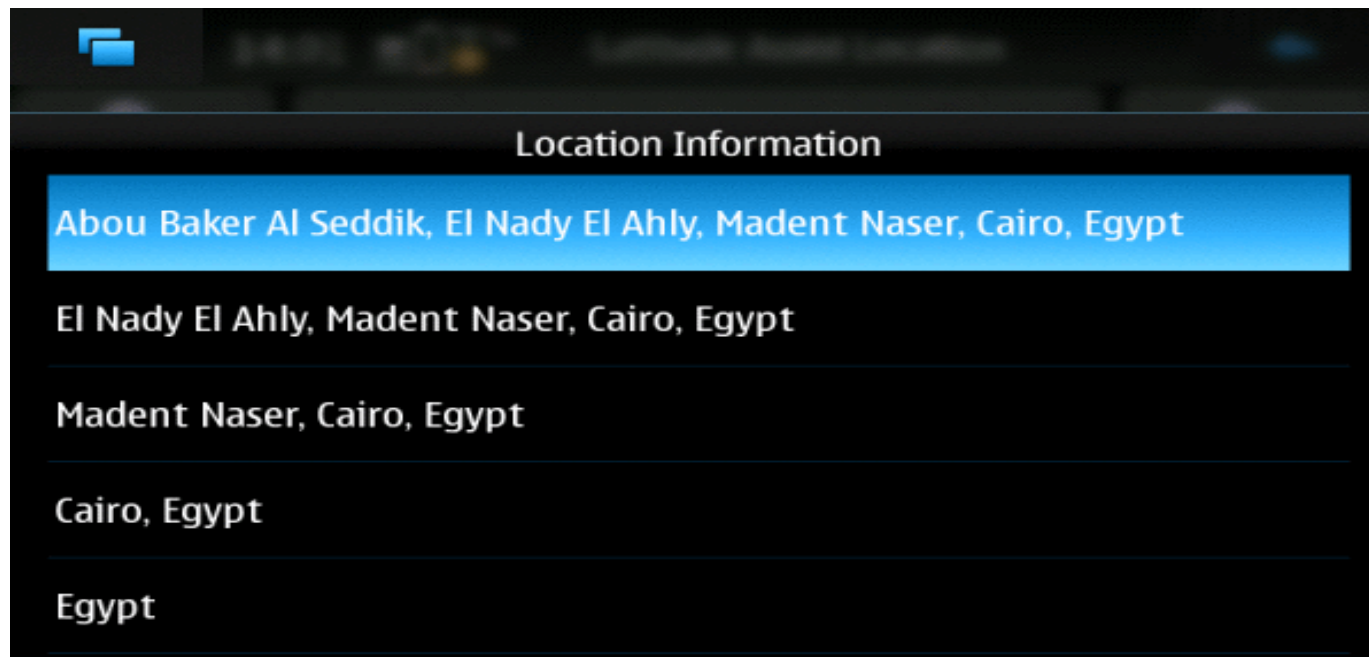 Location Information
Abou Baker Al Seddik, El Nady El Ahly, Madent Naser, Cairo, Egypt
El Nady El Ahly, Madent Naser, Cairo, Egypt
Madent Naser, Cairo, Egypt
Cairo, Egypt
Egypt